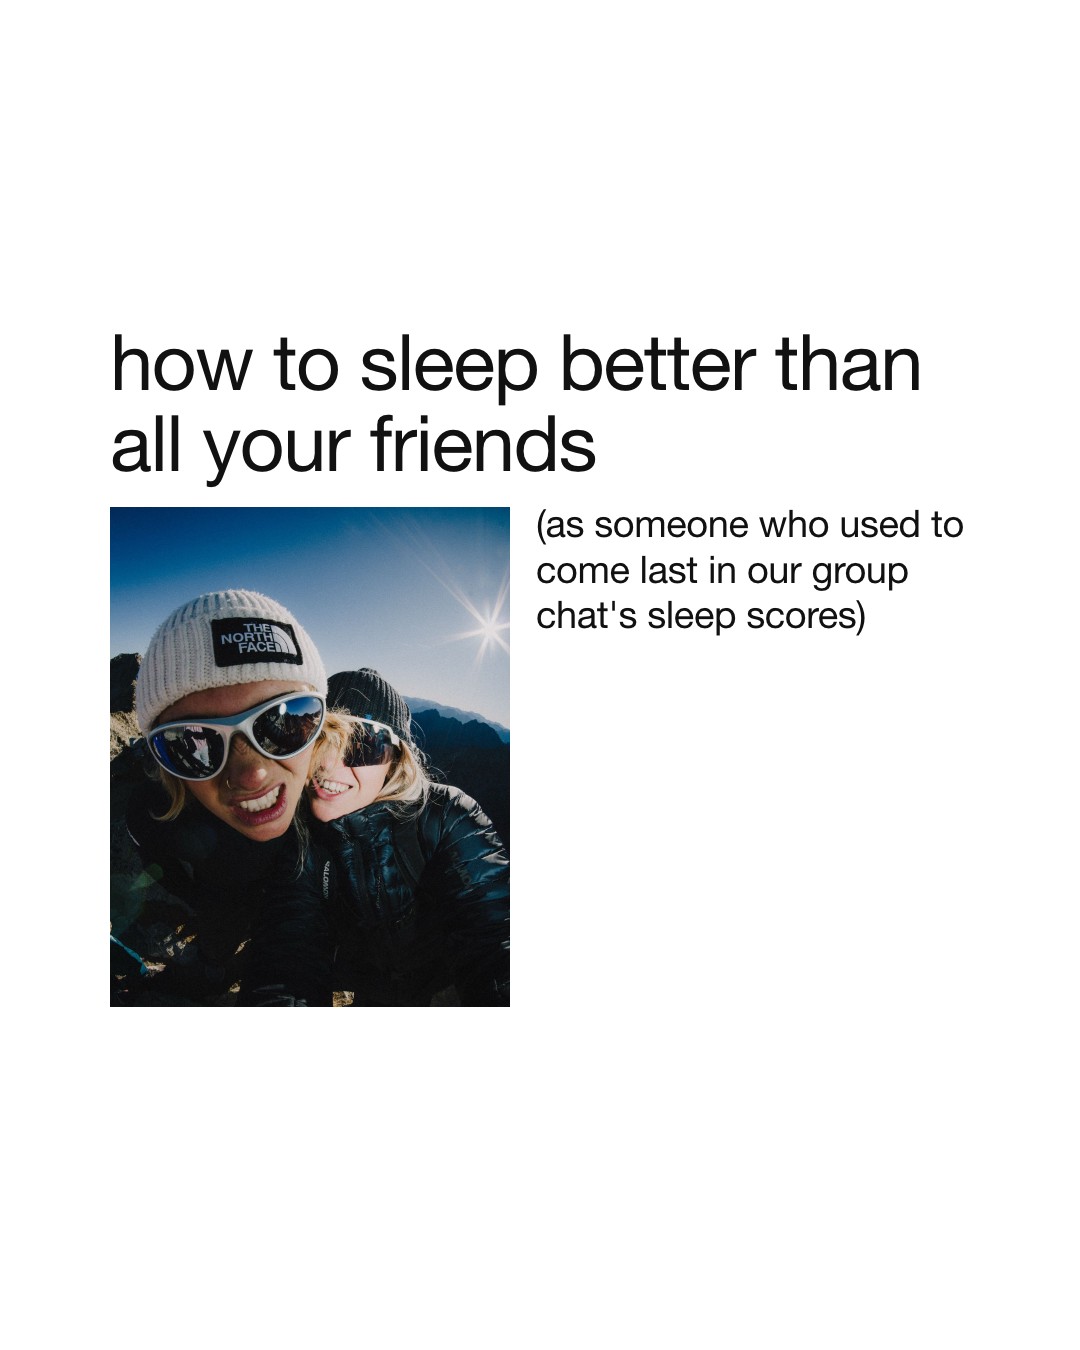 how to sleep better than
all your friends
(as someone who used to
come last in our group
chat's sleep scores)
THE
NORTH
FACE
SALOMON